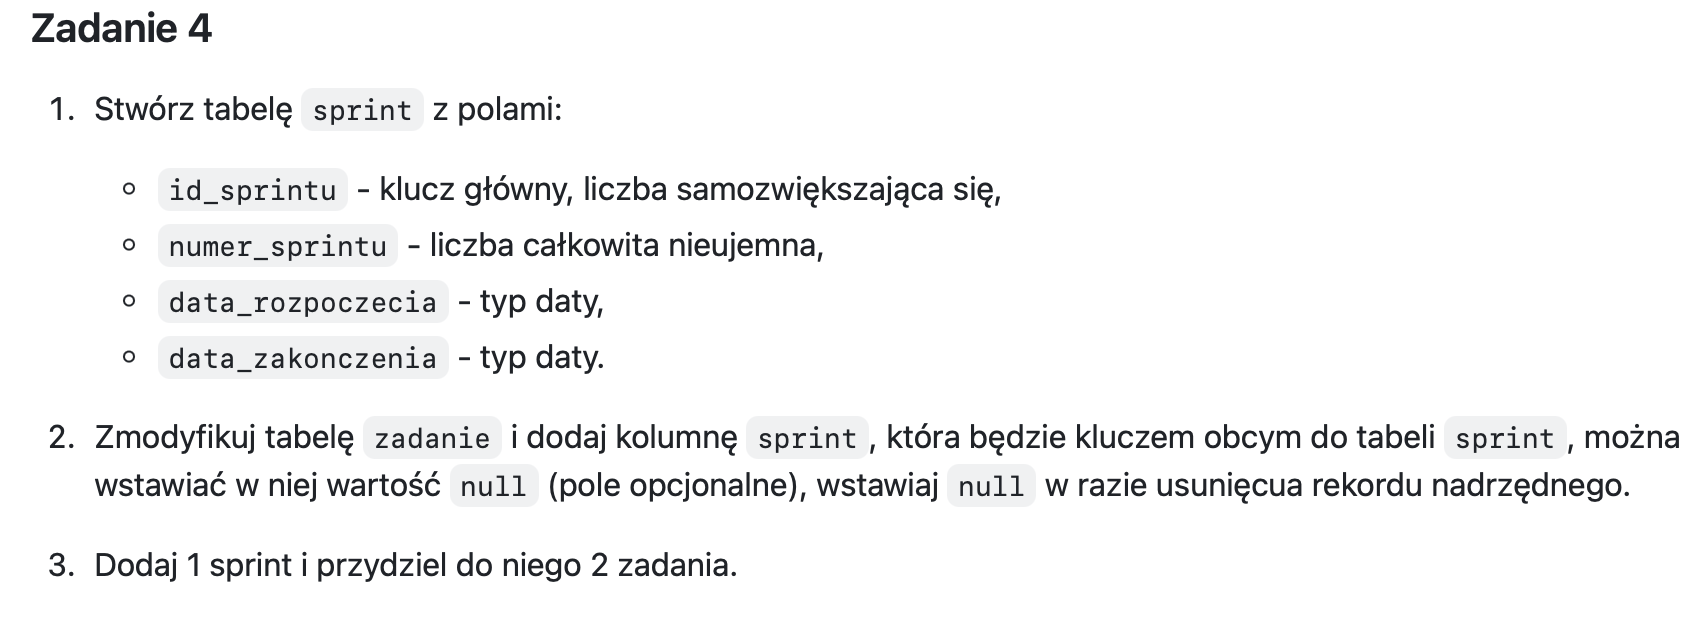 Zadanie 4
1. Stwórz tabelę sprint z polami:
id_sprintu - klucz główny, liczba samozwiększająca się,
numer_sprintu - liczba całkowita nieujemna,
data_rozpoczecia - typ daty,
data_zakonczenia - typ daty.
2. Zmodyfikuj tabelę zadanie i dodaj kolumnę sprint, która będzie kluczem obcym do tabeli sprint, można
wstawiać w niej wartość null (pole opcjonalne), wstawiaj null w razie usunięcua rekordu nadrzędnego.
3. Dodaj 1 sprint i przydziel do niego 2 zadania.